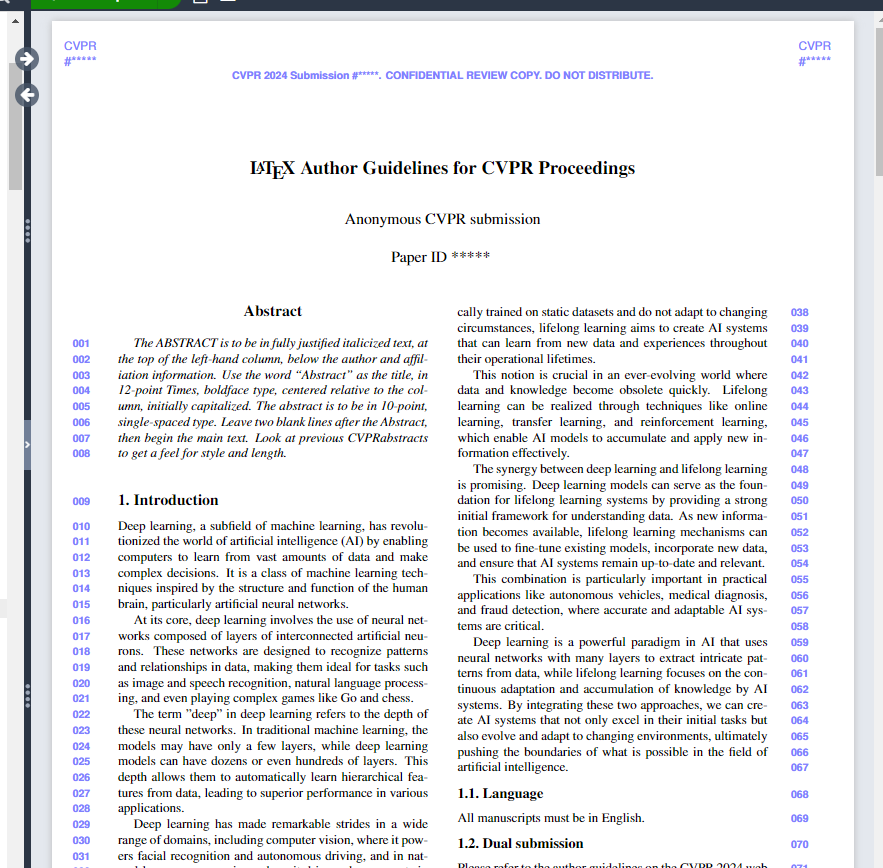 CVPR
#*****
CVPR
#*****
CVPR 2024 Submission #*****. CONFIDENTIAL REVIEW COPY. DO NOT DISTRIBUTE.
LATEX Author Guidelines for CVPR Proceedings
Anonymous CVPR submission
Paper ID *****
Abstract
001 The ABSTRACT is to be in fully justified italicized text, at
002 the top of the left-hand column, below the author and affil-
003 iation information. Use the word “Abstract” as the title, in
004 12-point Times, boldface type, centered relative to the col-
005 umn, initially capitalized. The abstract is to be in 10-point,
006 single-spaced type. Leave two blank lines after the Abstract,
007 then begin the main text. Look at previous CVPRabstracts
008 to get a feel for style and length.
009 1. Introduction
010 Deep learning, a subfield of machine learning, has revolu-
011 tionized the world of artificial intelligence (AI) by enabling
012 computers to learn from vast amounts of data and make
013 complex decisions. It is a class of machine learning tech-
014 niques inspired by the structure and function of the human
015 brain, particularly artificial neural networks.
016 At its core, deep learning involves the use of neural net-
017 works composed of layers of interconnected artificial neu-
018 rons. These networks are designed to recognize patterns
019 and relationships in data, making them ideal for tasks such
020 as image and speech recognition, natural language process-
021 ing, and even playing complex games like Go and chess.
022 The term ”deep” in deep learning refers to the depth of
023 these neural networks. In traditional machine learning, the
024 models may have only a few layers, while deep learning
025 models can have dozens or even hundreds of layers. This
026 depth allows them to automatically learn hierarchical fea-
027 tures from data, leading to superior performance in various
028 applications.
029 Deep learning has made remarkable strides in a wide
030 range of domains, including computer vision, where it pow-
031 ers facial recognition and autonomous driving, and in nat-
cally trained on static datasets and do not adapt to changing 038
circumstances, lifelong learning aims to create AI systems 039
that can learn from new data and experiences throughout 040
their operational lifetimes. 041
This notion is crucial in an ever-evolving world where 042
data and knowledge become obsolete quickly. Lifelong 043
learning can be realized through techniques like online 044
learning, transfer learning, and reinforcement learning, 045
which enable AI models to accumulate and apply new in- 046
formation effectively. 047
The synergy between deep learning and lifelong learning 048
is promising. Deep learning models can serve as the foun- 049
dation for lifelong learning systems by providing a strong 050
initial framework for understanding data. As new informa- 051
tion becomes available, lifelong learning mechanisms can 052
be used to fine-tune existing models, incorporate new data, 053
and ensure that AI systems remain up-to-date and relevant. 054
This combination is particularly important in practical 055
applications like autonomous vehicles, medical diagnosis, 056
and fraud detection, where accurate and adaptable AI sys- 057
tems are critical. 058
Deep learning is a powerful paradigm in AI that uses 059
neural networks with many layers to extract intricate pat- 060
terns from data, while lifelong learning focuses on the con- 061
tinuous adaptation and accumulation of knowledge by AI 062
systems. By integrating these two approaches, we can cre- 063
ate AI systems that not only excel in their initial tasks but 064
also evolve and adapt to changing environments, ultimately 065
pushing the boundaries of what is possible in the field of 066
artificial intelligence. 067
1.1. Language 068
All manuscripts must be in English. 069
1.2. Dual submission 070
Please refer to the author guidelines on the CVPR 2024 web 071